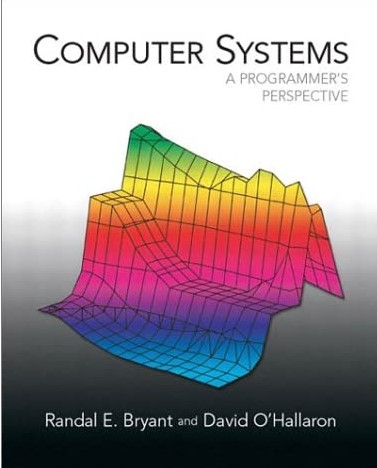 COMPUTER SYSTEMS
A PROGRAMMER'S
PERSPECTIVE
Randal E. Bryant and David O'Hallaron